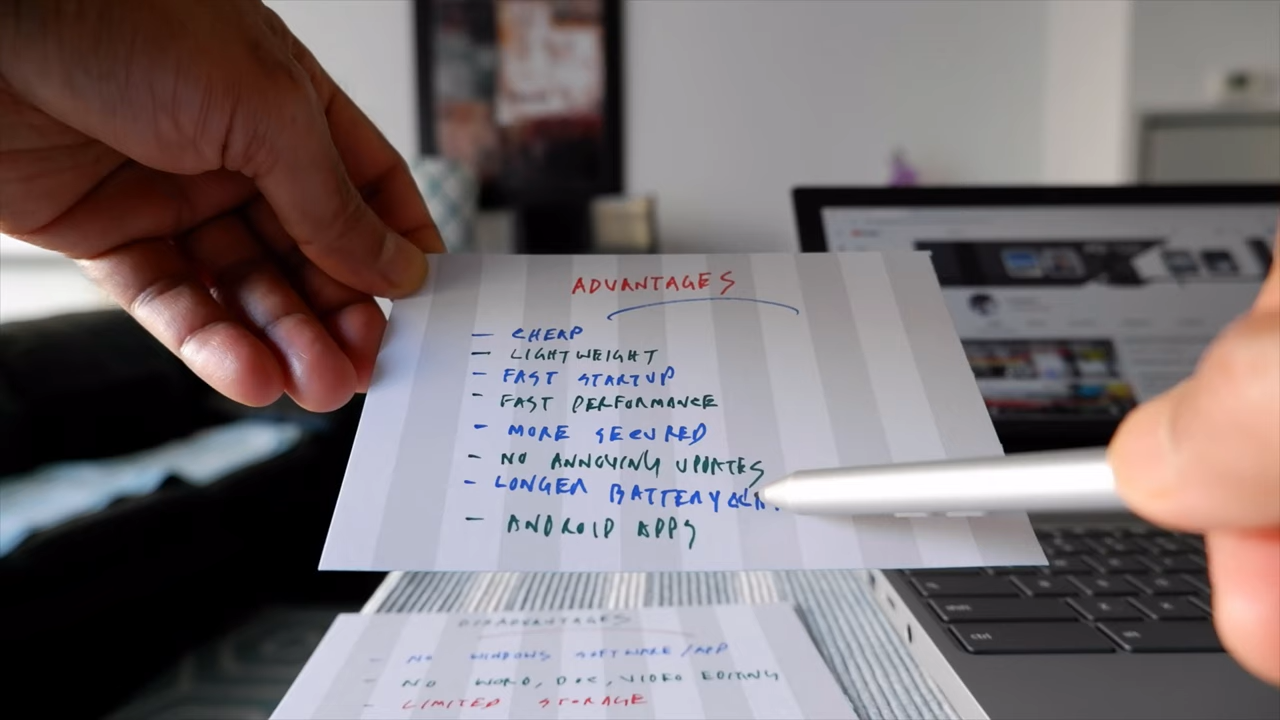 ADVANTAGES
- CHEAP
- LIGHTWEIGHT
- FAST STARTUP
- FAST PERFORMANCE
- MORE SECURED
- NO ANNOYING UPDATES
- LONGER BATTERY
- ANDROID APPS
DISADVANTAGES
- NO WINDOWS SOFTWARE/APP
- NO WORD, DOC, VIDEO EDITING
- LIMITED STORAGE
ctrl